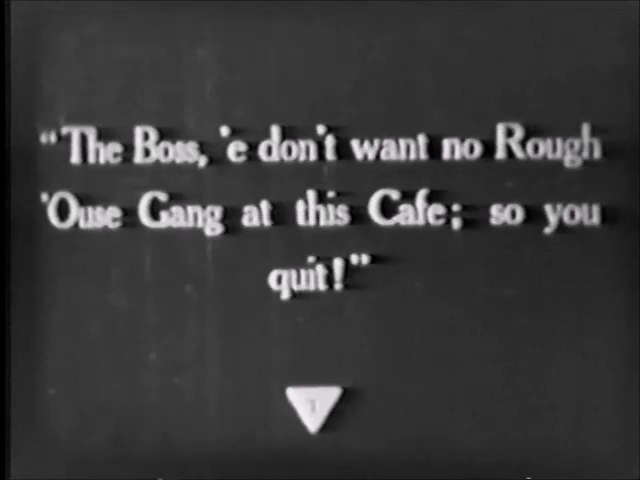 “The Boss, 'e don't want no Rough
'Ouse Gang at this Cafe; so you
quit!”